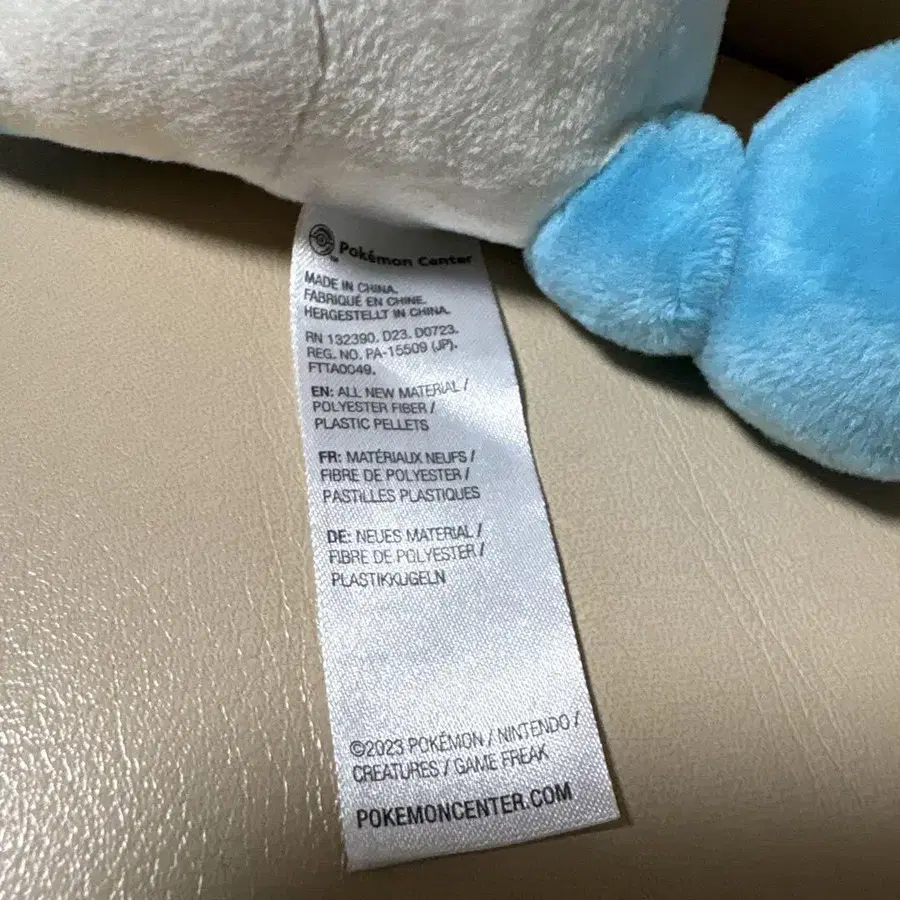 Pokémon Center
MADE IN CHINA.
FABRIQUÉ EN CHINE.
HERGESTELLT IN CHINA.
RN 132390. D23. D0723.
REG. NO. PA-15509 (JP).
FTTA0049.
EN: ALL NEW MATERIAL /
POLYESTER FIBER /
PLASTIC PELLETS
FR: MATÉRIAUX NEUFS /
FIBRE DE POLYESTER /
PASTILLES PLASTIQUES
DE: NEUES MATERIAL /
FIBRE DE POLYESTER /
PLASTIKKUGELN
©2023 POKÉMON / NINTENDO /
CREATURES / GAME FREAK
POKEMONCENTER.COM